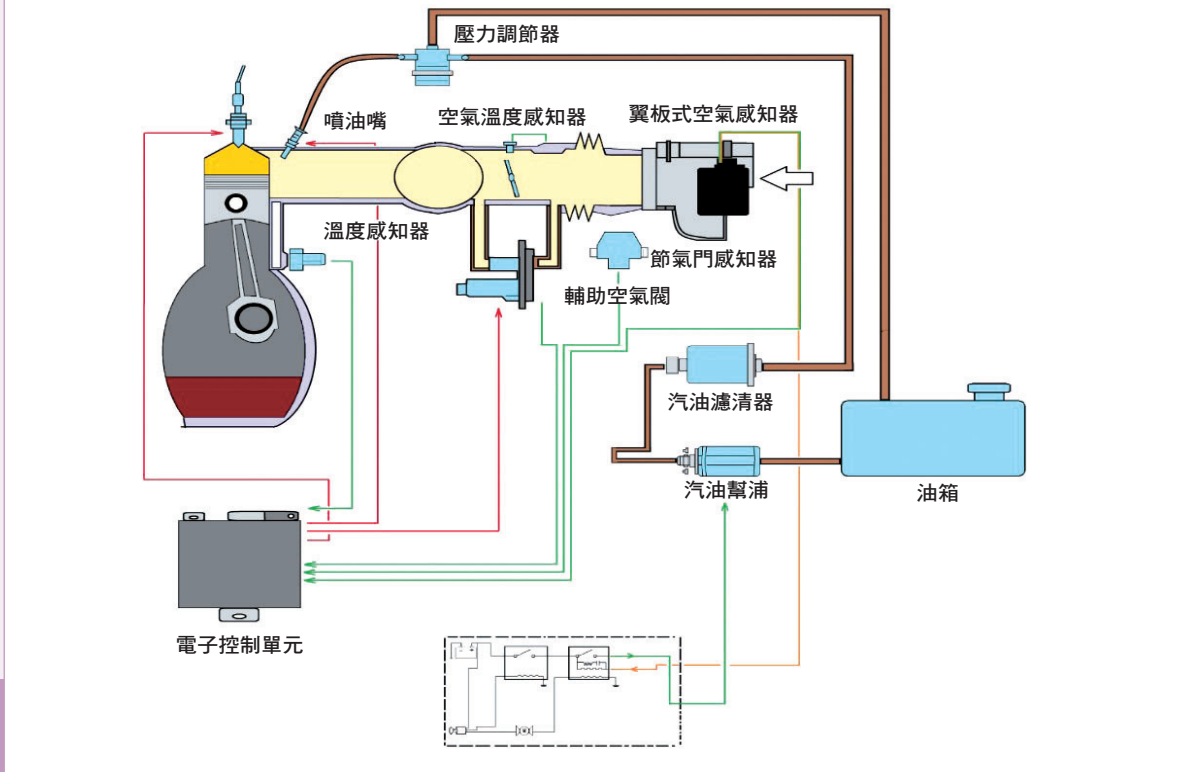 壓力調節器
噴油嘴
空氣溫度感知器
翼板式空氣感知器
溫度感知器
節氣門感知器
輔助空氣閥
汽油濾清器
汽油幫浦
油箱
電子控制單元